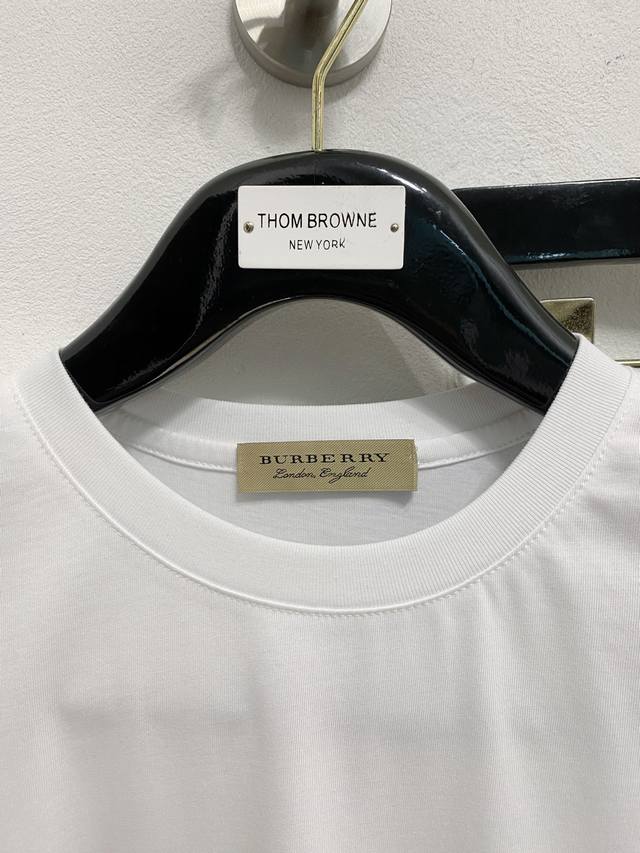 THOM BROWNE
NEW YORK
BURBERRY
London, England